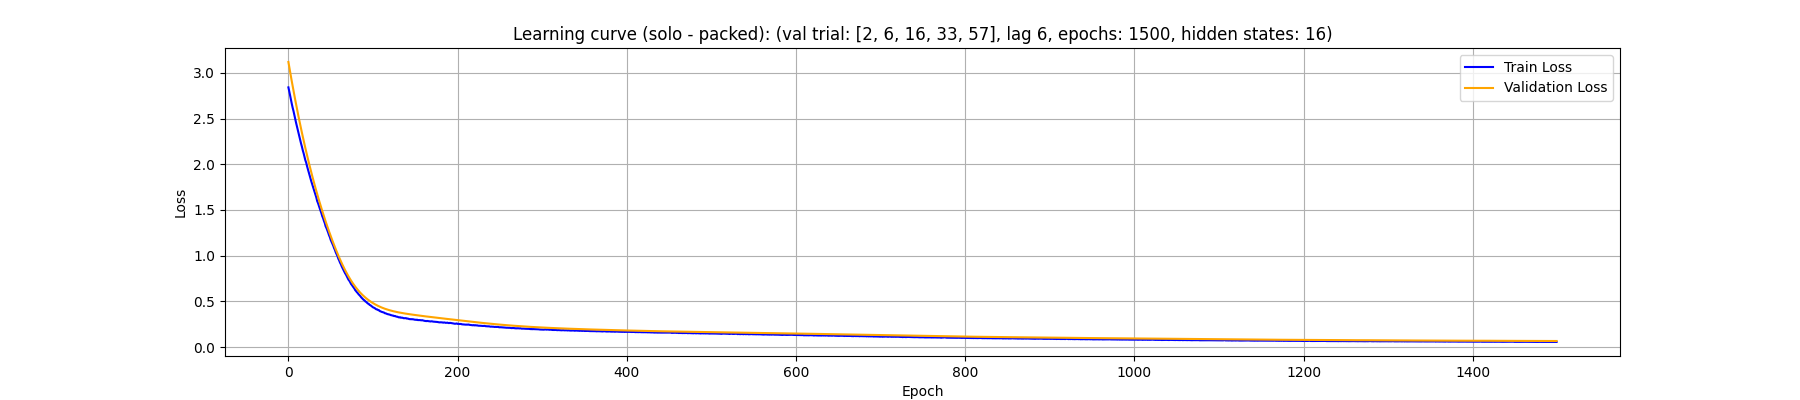 Learning curve (solo - packed): (val trial: [2, 6, 16, 33, 57], lag 6, epochs: 1500, hidden states: 16)
Train Loss
Validation Loss
3.0
2.5
2.0
1.5
1.0
0.5
0.0
Loss
0 200 400 600 800 1000 1200 1400
Epoch